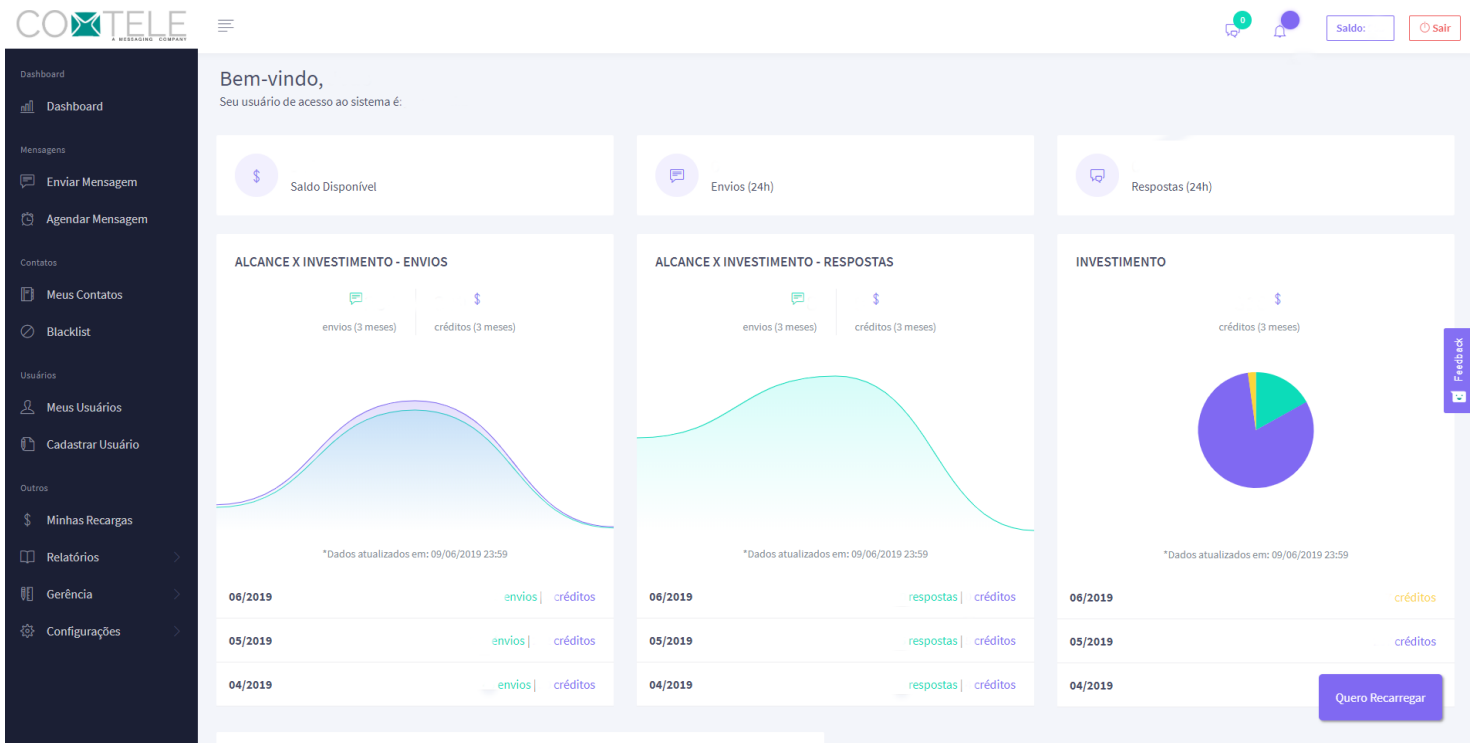 COMTELE
A MESSAGING COMPANY
0
Saldo:
Sair
Dashboard
Dashboard
Mensagens
Enviar Mensagem
Agendar Mensagem
Contatos
Meus Contatos
Blacklist
Usuários
Meus Usuários
Cadastrar Usuário
Outros
$ Minhas Recargas
Relatórios
Gerência
Configurações
Bem-vindo,
Seu usuário de acesso ao sistema é:
$
Saldo Disponível
Envios (24h)
Respostas (24h)
ALCANCE X INVESTIMENTO - ENVIOS
$
envios (3 meses) créditos (3 meses)
*Dados atualizados em: 09/06/2019 23:59
06/2019 envios | créditos
05/2019 envios | créditos
04/2019 envios | créditos
ALCANCE X INVESTIMENTO - RESPOSTAS
$
envios (3 meses) créditos (3 meses)
*Dados atualizados em: 09/06/2019 23:59
06/2019 respostas | créditos
05/2019 respostas | créditos
04/2019 respostas | créditos
INVESTIMENTO
$
créditos (3 meses)
*Dados atualizados em: 09/06/2019 23:59
06/2019 créditos
05/2019 créditos
04/2019
Feedback
Quero Recarregar